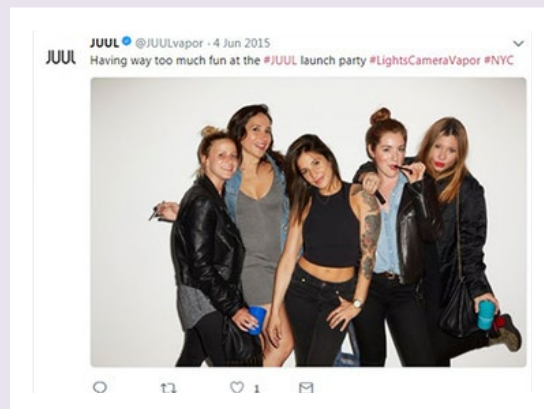 JUUL @JUULvapor · 4 Jun 2015
JUUL
Having way too much fun at the #JUUL launch party #LightsCameraVapor #NYC
1